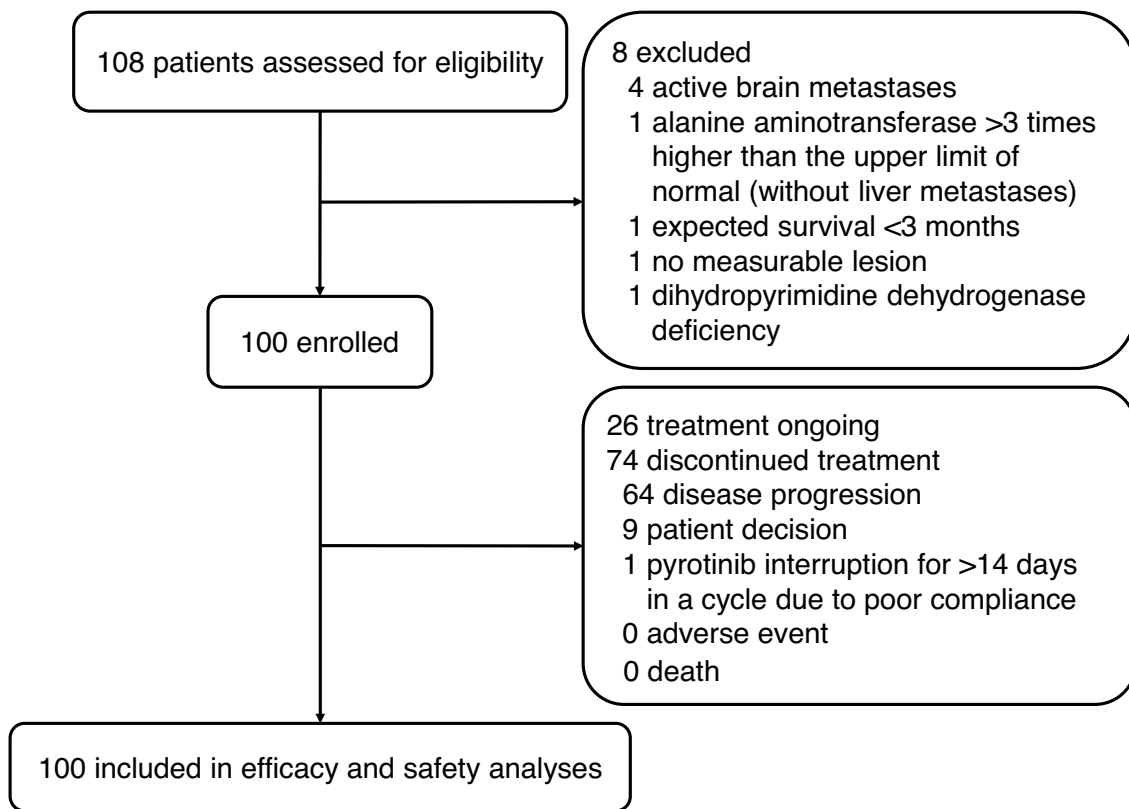 108 patients assessed for eligibility
8 excluded
4 active brain metastases
1 alanine aminotransferase >3 times
higher than the upper limit of
normal (without liver metastases)
1 expected survival <3 months
1 no measurable lesion
1 dihydropyrimidine dehydrogenase
deficiency
100 enrolled
26 treatment ongoing
74 discontinued treatment
64 disease progression
9 patient decision
1 pyrotinib interruption for >14 days
in a cycle due to poor compliance
0 adverse event
0 death
100 included in efficacy and safety analyses